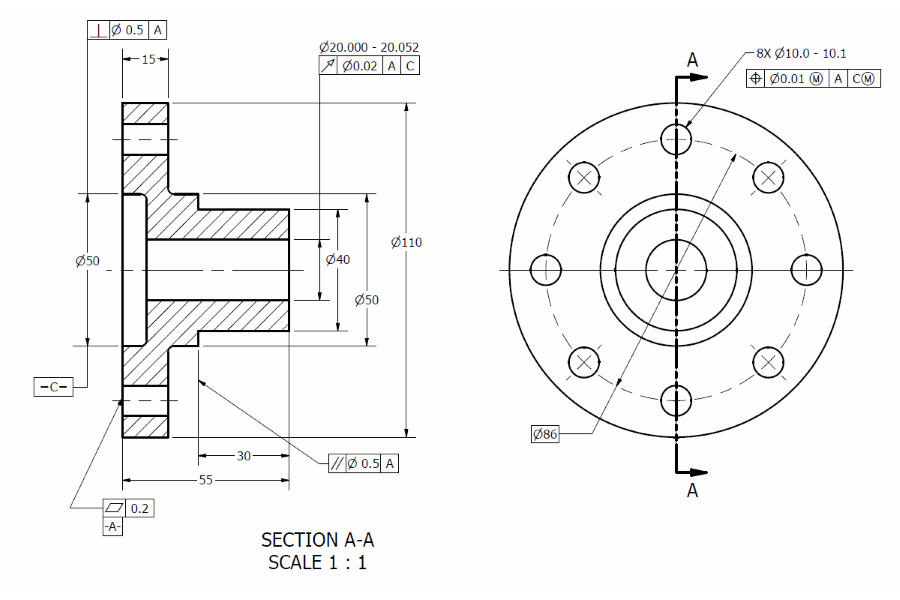 ⊥ Ø 0.5 A
15
Ø20.000 - 20.052
↗ Ø0.02 A C
Ø50
Ø110
Ø40
Ø50
-C-
30
55
// Ø 0.5 A
⏥ 0.2
-A-
SECTION A-A
SCALE 1 : 1
A
8X Ø10.0 - 10.1
⌖ Ø0.01 Ⓜ A CⓂ
Ø86
A